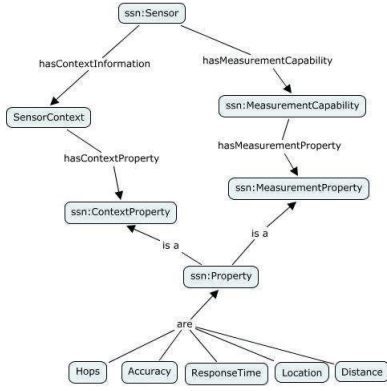 ssn:Sensor
hasContextInformation
hasMeasurementCapability
SensorContext
ssn:MeasurementCapability
hasContextProperty
hasMeasurementProperty
ssn:ContextProperty
ssn:MeasurementProperty
is a
is a
ssn:Property
are
Hops
Accuracy
ResponseTime
Location
Distance